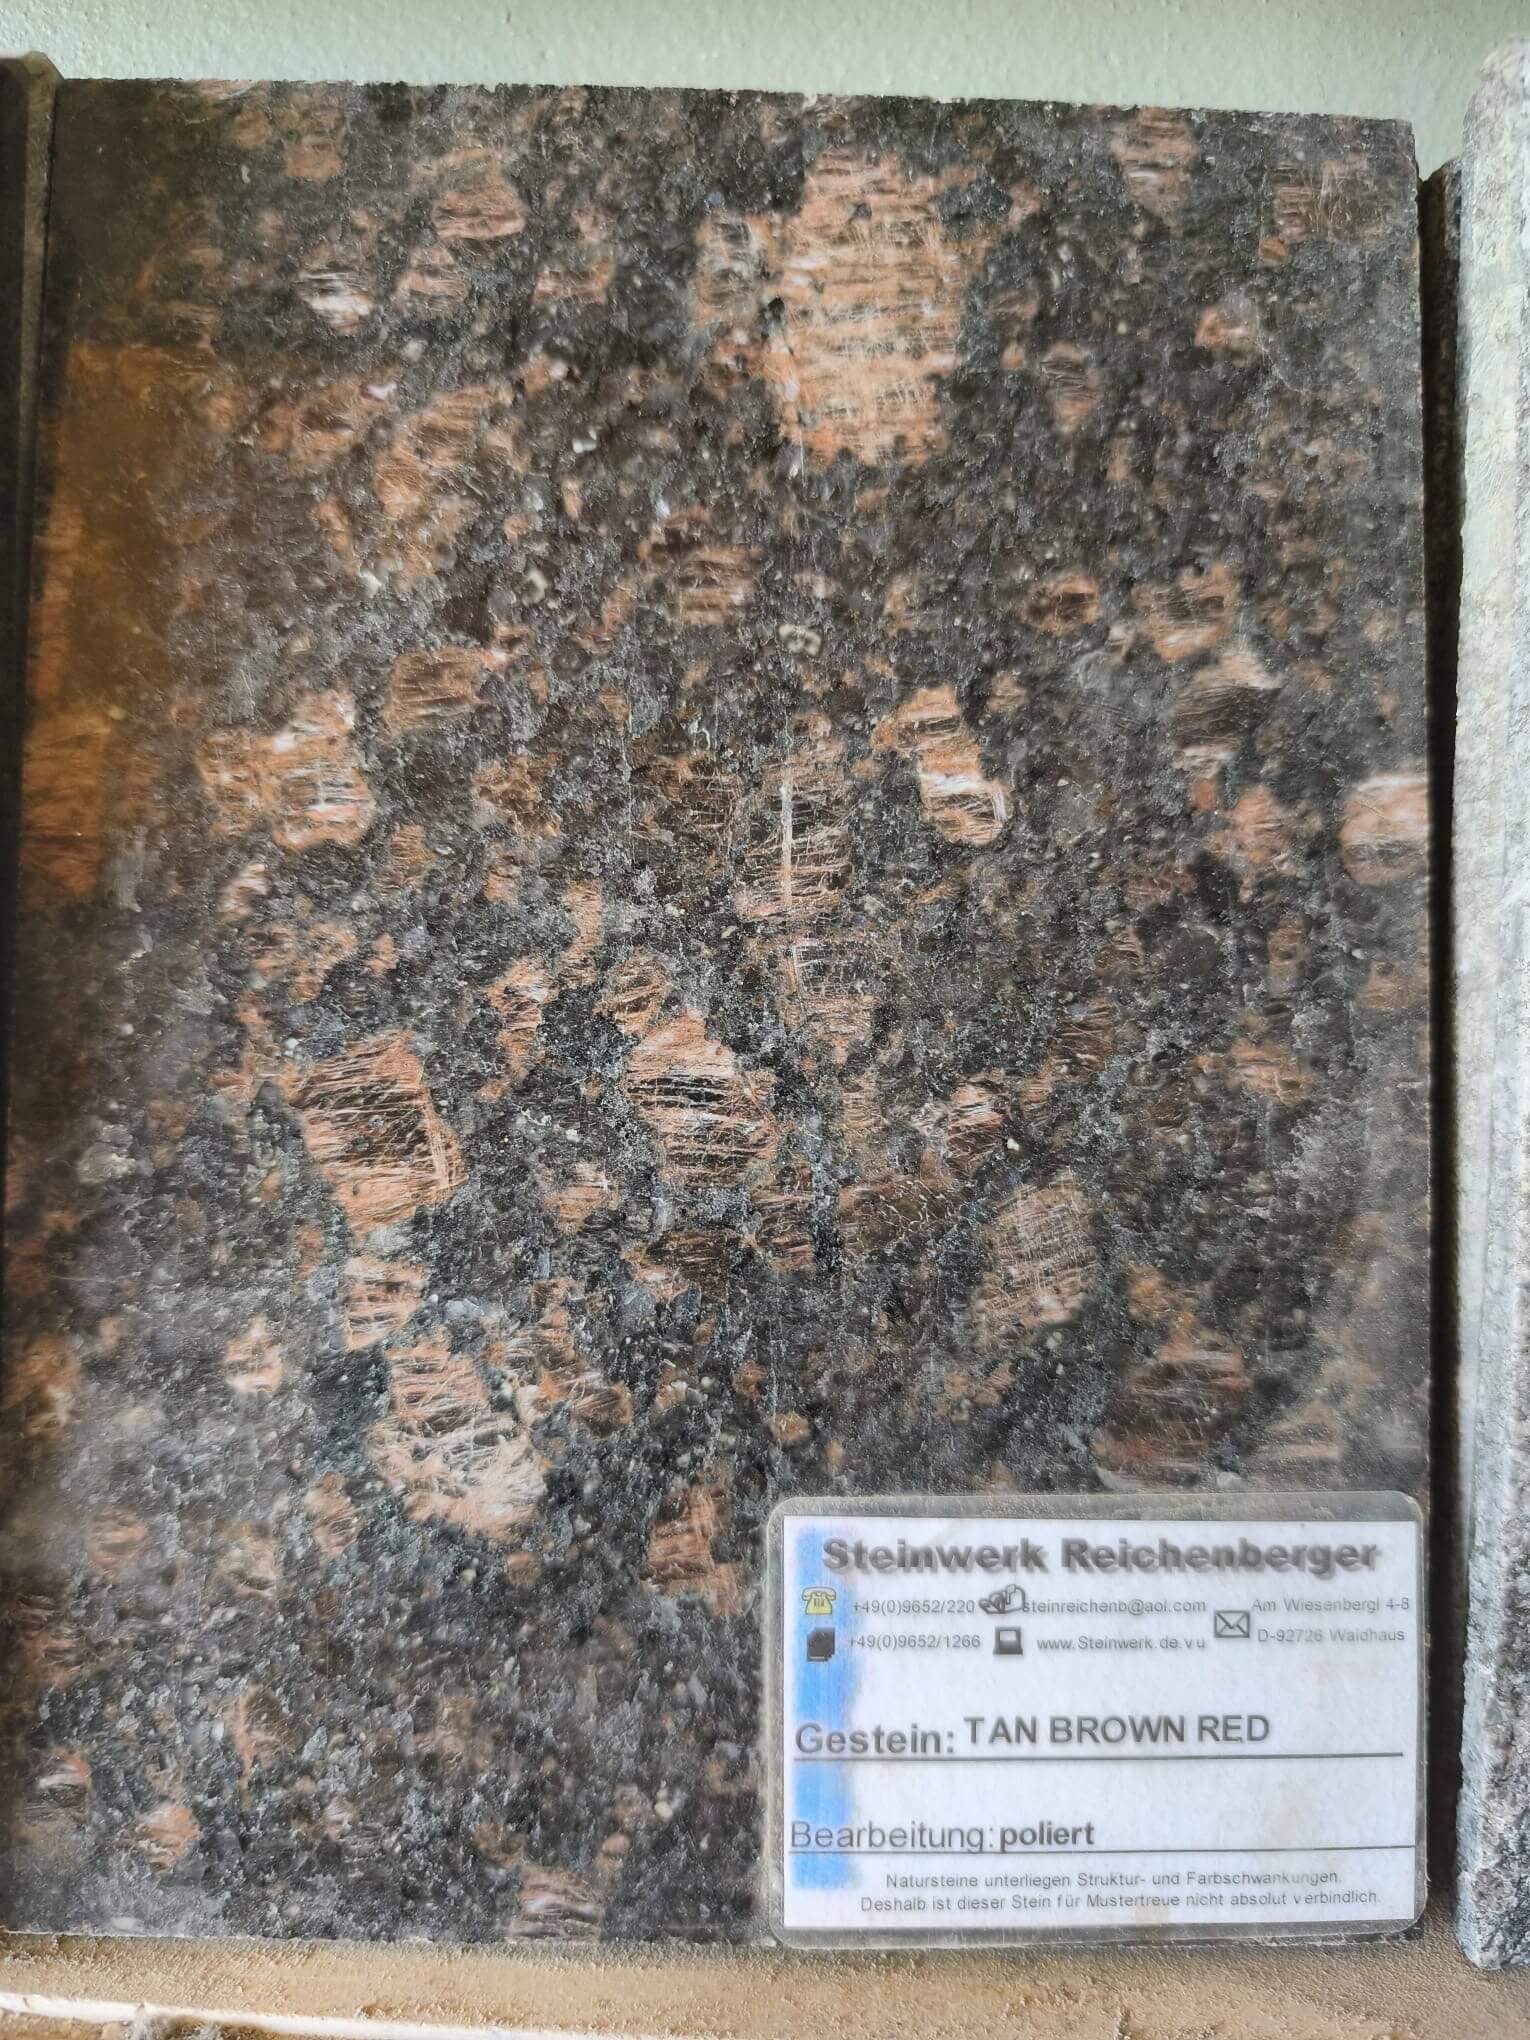 Steinwerk Reichenberger
+49(0)9652/220 steinreichenb@aol.com Am Wiesenbergl 4-8
+49(0)9652/1266 www.Steinwerk.de.vu D-92726 Waidhaus
Gestein: TAN BROWN RED
Bearbeitung: poliert
Natursteine unterliegen Struktur- und Farbschwankungen.
Deshalb ist dieser Stein für Mustertreue nicht absolut verbindlich.